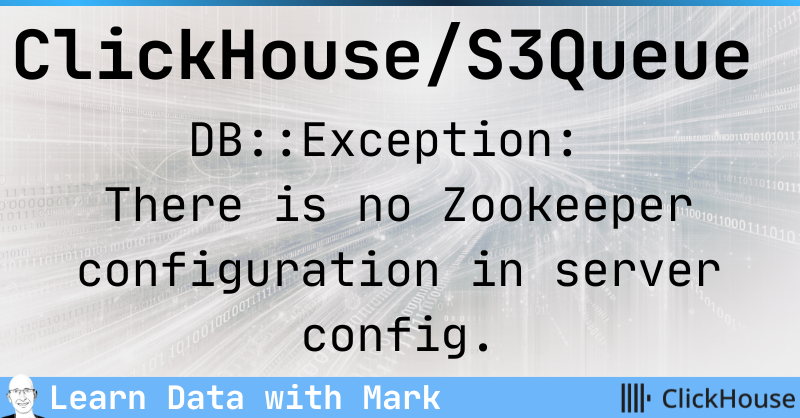 ClickHouse/S3Queue
DB::Exception:
There is no Zookeeper
configuration in server
config.
Learn Data with Mark
ClickHouse